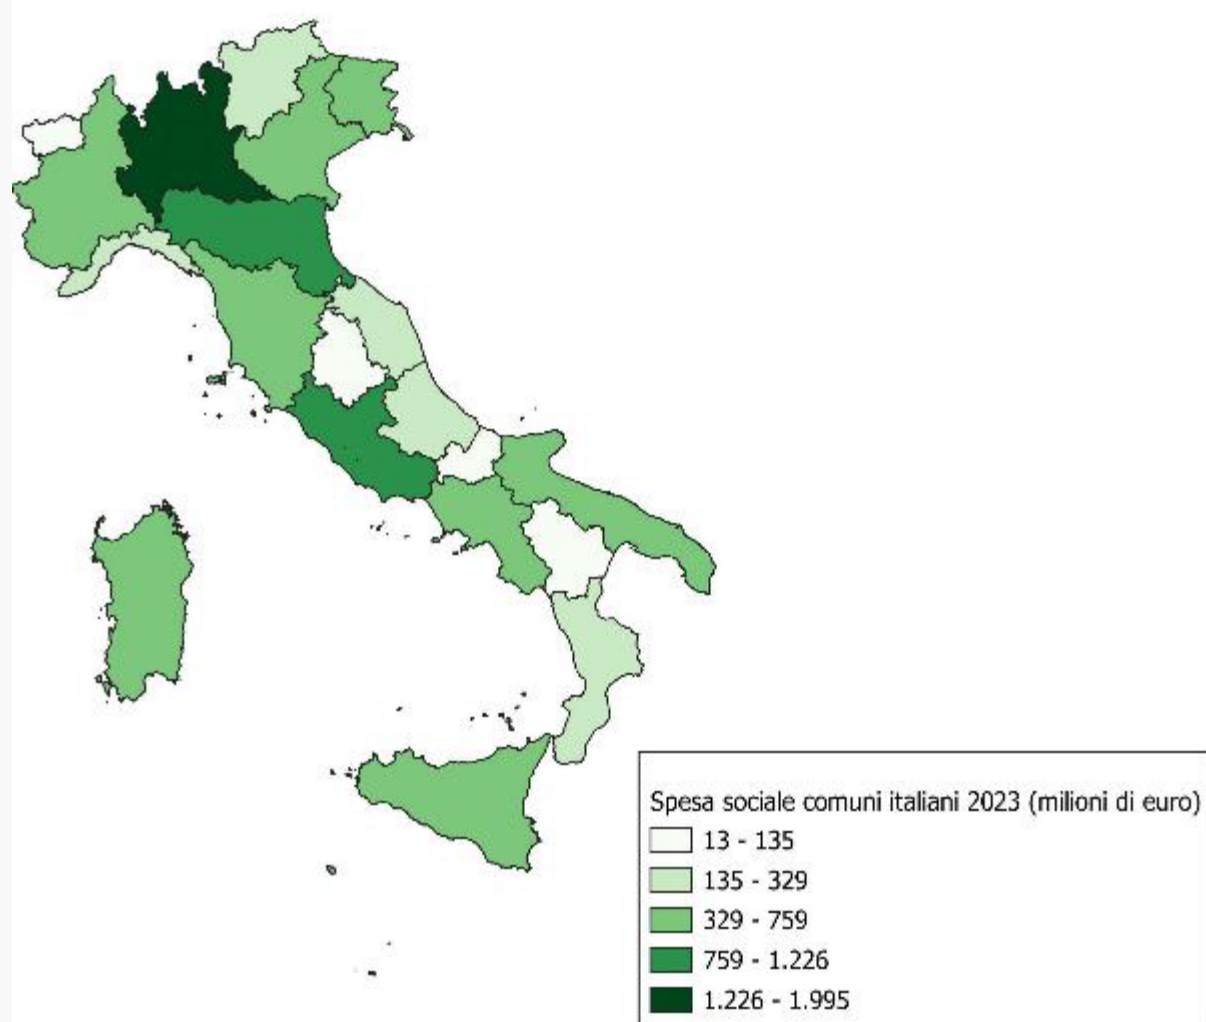 Spesa sociale comuni italiani 2023 (milioni di euro)
13 - 135
135 - 329
329 - 759
759 - 1.226
1.226 - 1.995